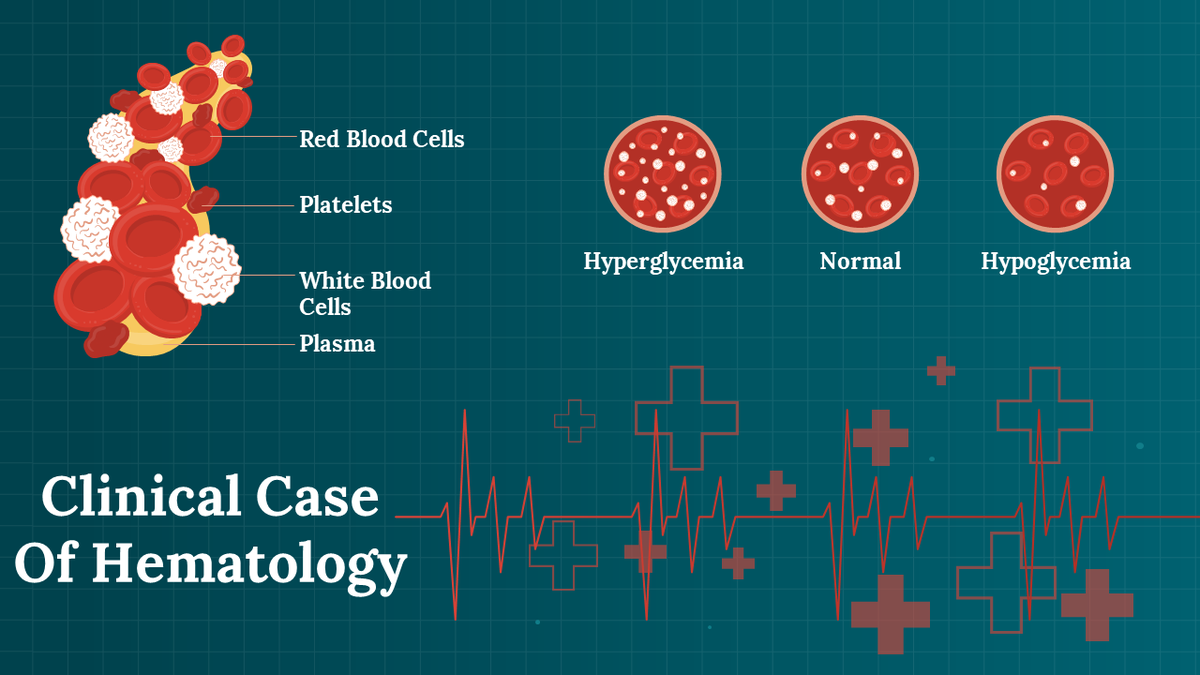 Red Blood Cells
Platelets
White Blood
Cells
Plasma
Hyperglycemia
Normal
Hypoglycemia
Clinical Case
Of Hematology